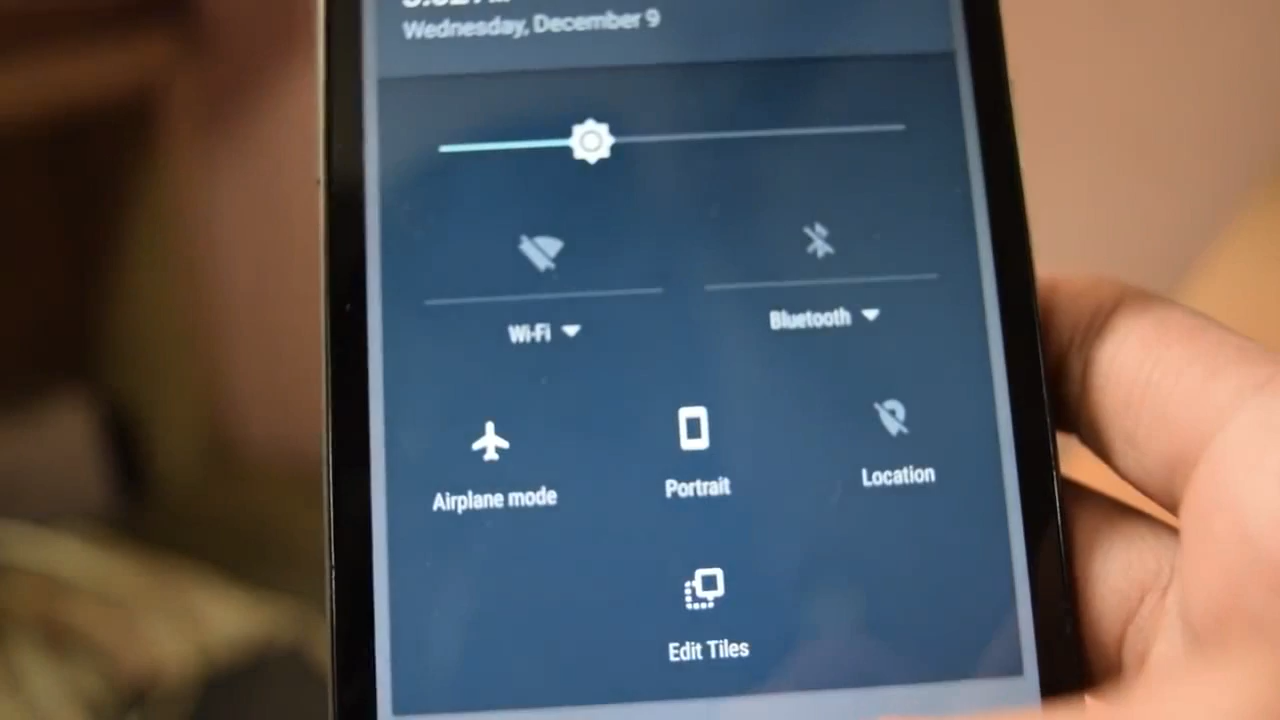 Wednesday, December 9
Wi-Fi
Bluetooth
Airplane mode
Portrait
Location
Edit Tiles